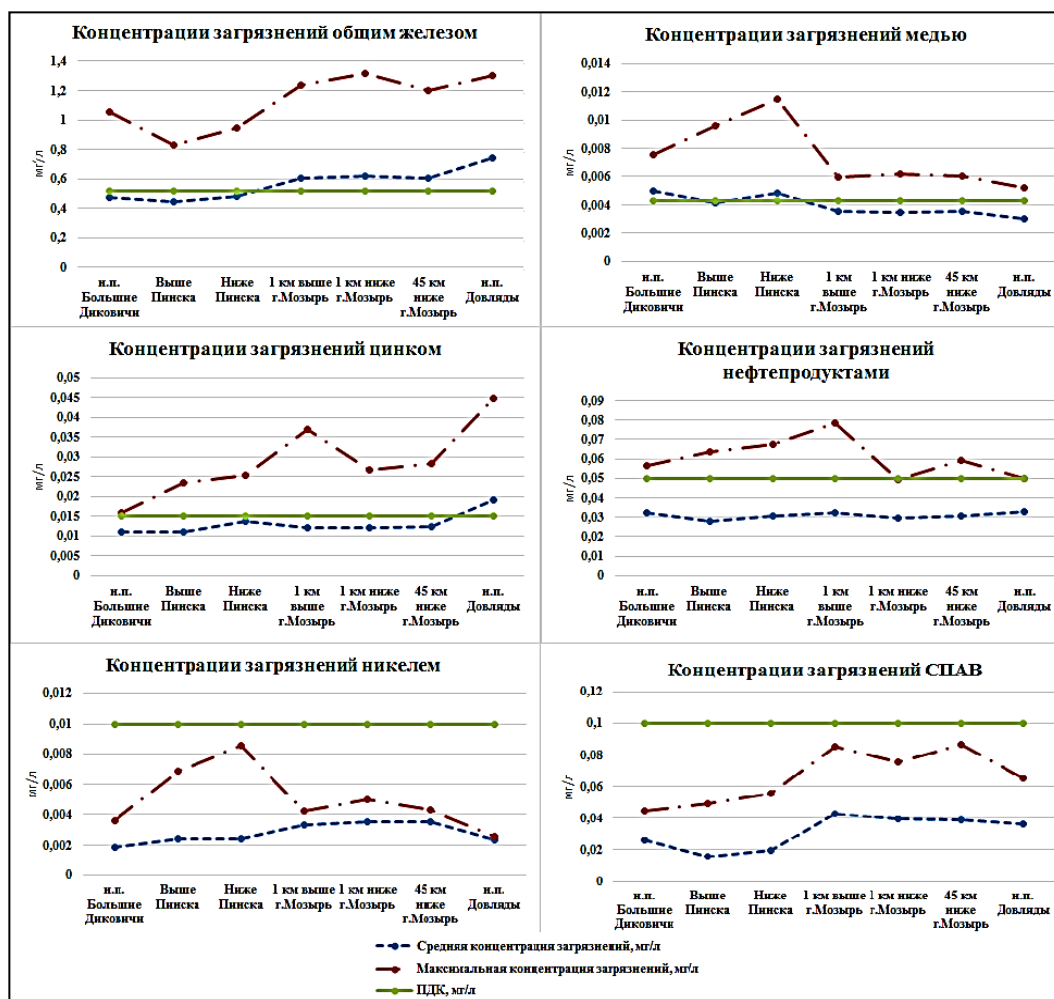 Концентрации загрязнений общим железом
мг/л
1,4
1,2
1
0,8
0,6
0,4
0,2
0
н.п.
Большие
Диковичи
Выше
Пинска
Ниже
Пинска
1 км выше
г.Мозырь
1 км ниже
г.Мозырь
45 км
ниже
г.Мозырь
н.п.
Довляды
Концентрации загрязнений медью
мг/л
0,014
0,012
0,01
0,008
0,006
0,004
0,002
0
н.п.
Большие
Диковичи
Выше
Пинска
Ниже
Пинска
1 км
выше
г.Мозырь
1 км ниже
г.Мозырь
45 км
ниже
г.Мозырь
н.п.
Довляды
Концентрации загрязнений цинком
мг/л
0,05
0,045
0,04
0,035
0,03
0,025
0,02
0,015
0,01
0,005
0
н.п.
Большие
Диковичи
Выше
Пинска
Ниже
Пинска
1 км
выше
г.Мозырь
1 км ниже
г.Мозырь
45 км
ниже
г.Мозырь
н.п.
Довляды
Концентрации загрязнений
нефтепродуктами
мг/л
0,09
0,08
0,07
0,06
0,05
0,04
0,03
0,02
0,01
0
н.п.
Большие
Диковичи
Выше
Пинска
Ниже
Пинска
1 км
выше
г.Мозырь
1 км ниже
г.Мозырь
45 км
ниже
г.Мозырь
н.п.
Довляды
Концентрации загрязнений никелем
мг/л
0,012
0,01
0,008
0,006
0,004
0,002
0
н.п.
Большие
Диковичи
Выше
Пинска
Ниже
Пинска
1 км выше
г.Мозырь
1 км ниже
г.Мозырь
45 км
ниже
г.Мозырь
н.п.
Довляды
Концентрации загрязнений СПАВ
мг/л
0,12
0,1
0,08
0,06
0,04
0,02
0
н.п.
Большие
Диковичи
Выше
Пинска
Ниже
Пинска
1 км выше
г.Мозырь
1 км ниже
г.Мозырь
45 км
ниже
г.Мозырь
н.п.
Довляды
Средняя концентрация загрязнений, мг/л
Максимальная концентрация загрязнений, мг/л
ПДК, мг/л